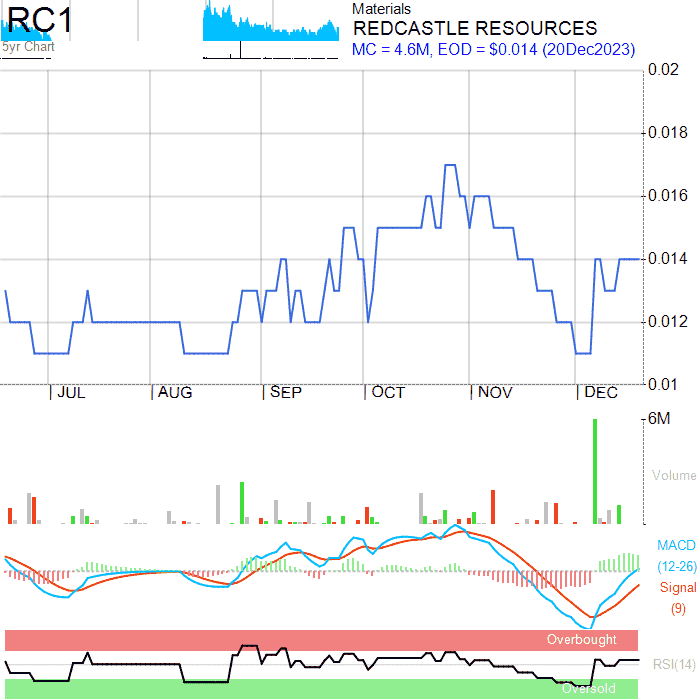 RC1
5yr Chart
Materials
REDCASTLE RESOURCES
MC = 4.6M, EOD = $0.014 (20Dec2023)
0.02
0.018
0.016
0.014
0.012
0.01
JUL AUG SEP OCT NOV DEC
6M
Volume
MACD
(12-26)
Signal
(9)
Overbought
RSI(14)
Oversold